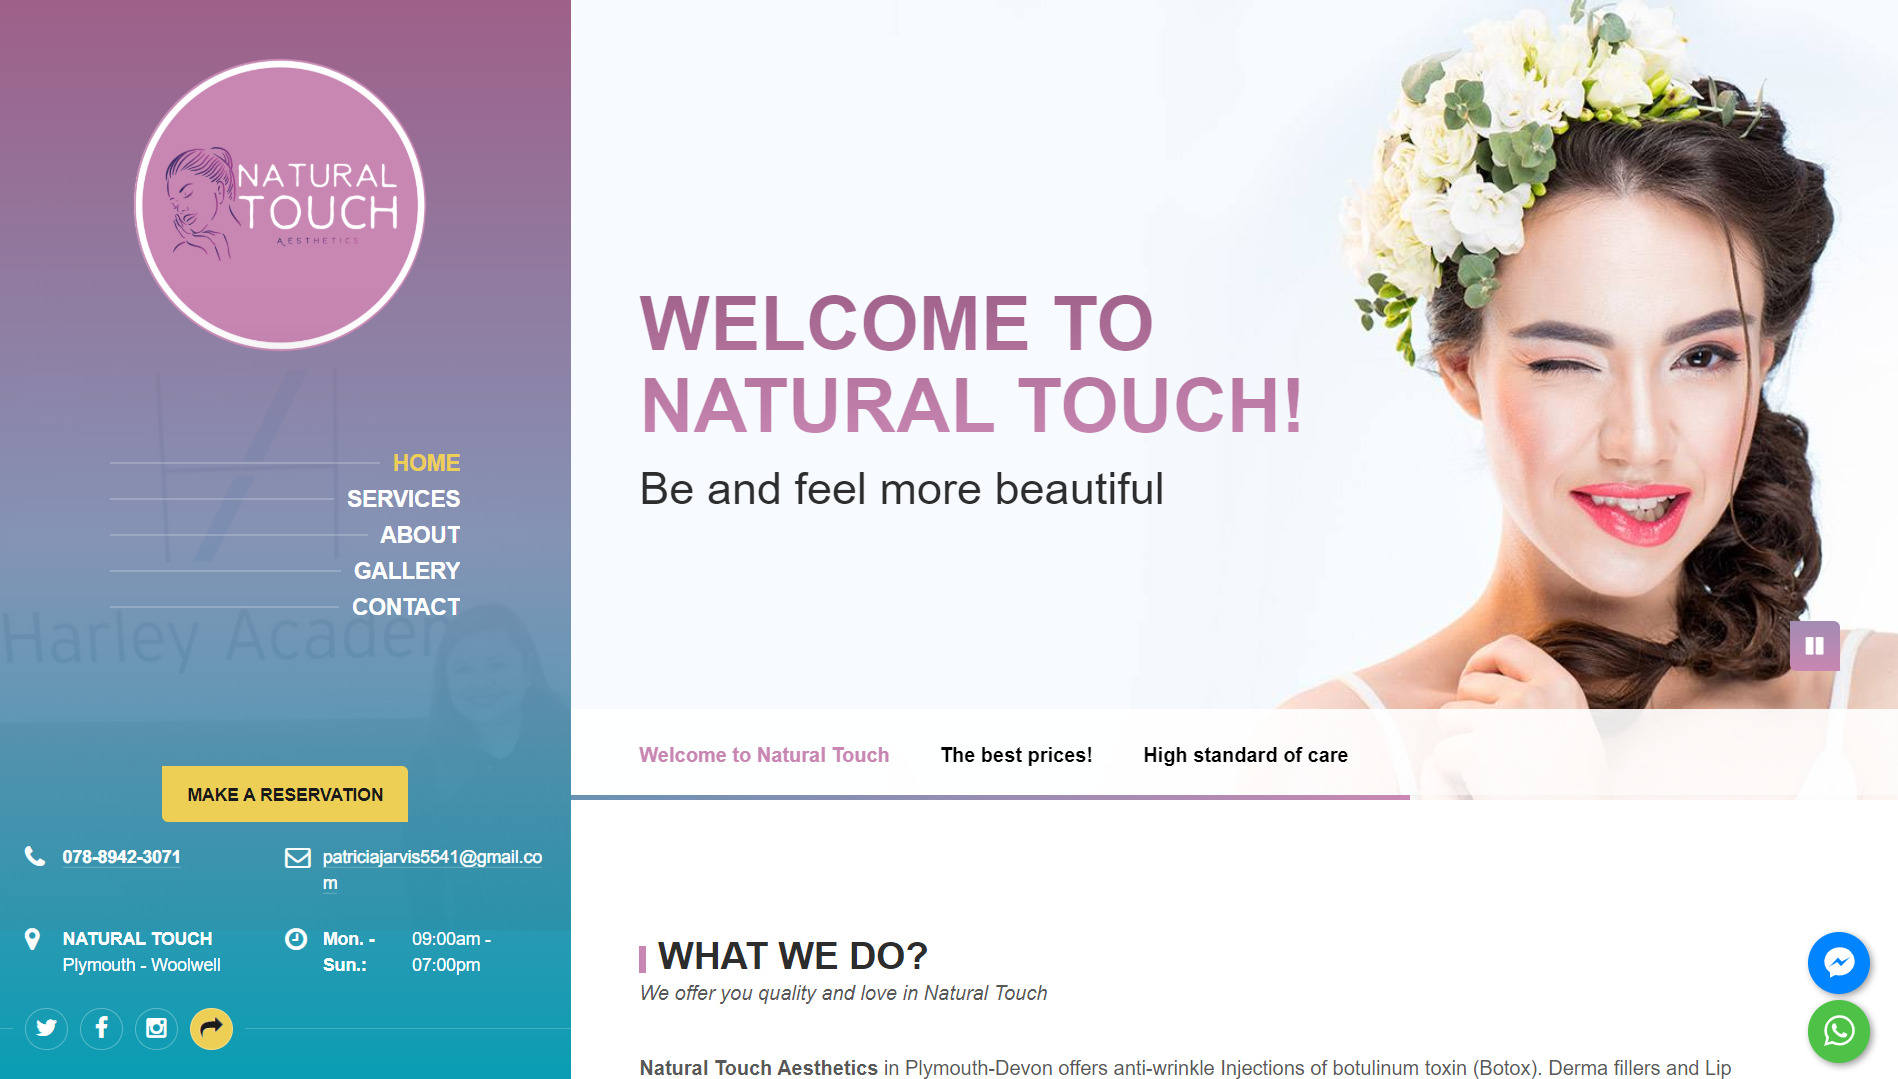 NATURAL
TOUCH
AESTHETICS
HOME
SERVICES
ABOUT
GALLERY
CONTACT
Harley Acade
MAKE A RESERVATION
078-8942-3071
patriciajarvis5541@gmail.co
m
NATURAL TOUCH
Plymouth - Woolwell
Mon. - 09:00am -
Sun.: 07:00pm
WELCOME TO
NATURAL TOUCH!
Be and feel more beautiful
Welcome to Natural Touch The best prices! High standard of care
WHAT WE DO?
We offer you quality and love in Natural Touch
Natural Touch Aesthetics in Plymouth-Devon offers anti-wrinkle Injections of botulinum toxin (Botox). Derma fillers and Lip